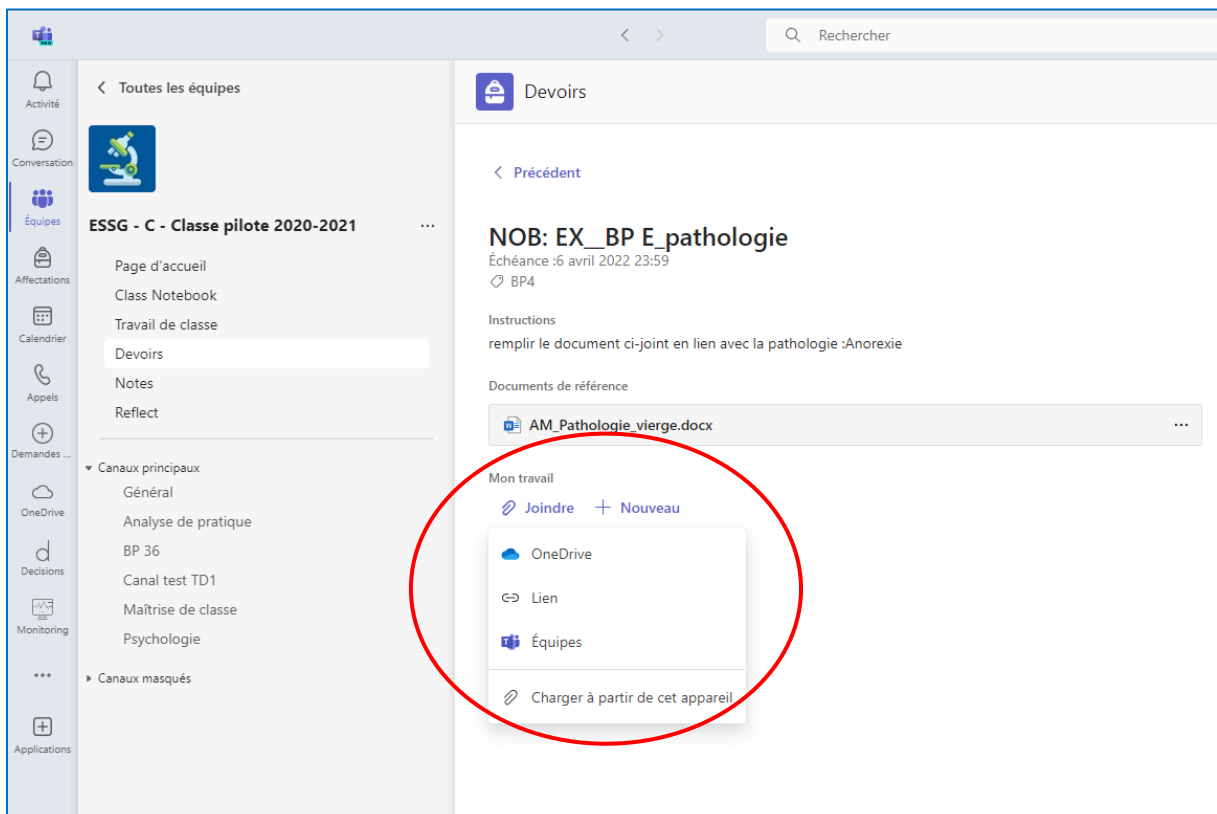 Rechercher
Activité
Conversation
Équipes
Affectations
Calendrier
Appels
Demandes ...
OneDrive
Decisions
Monitoring
Applications
Toutes les équipes
ESSG - C - Classe pilote 2020-2021
Page d'accueil
Class Notebook
Travail de classe
Devoirs
Notes
Reflect
Canaux principaux
Général
Analyse de pratique
BP 36
Canal test TD1
Maîtrise de classe
Psychologie
Canaux masqués
Devoirs
Précédent
NOB: EX__BP E_pathologie
Échéance :6 avril 2022 23:59
BP4
Instructions
remplir le document ci-joint en lien avec la pathologie :Anorexie
Documents de référence
AM_Pathologie_vierge.docx
Mon travail
Joindre + Nouveau
OneDrive
Lien
Équipes
Charger à partir de cet appareil